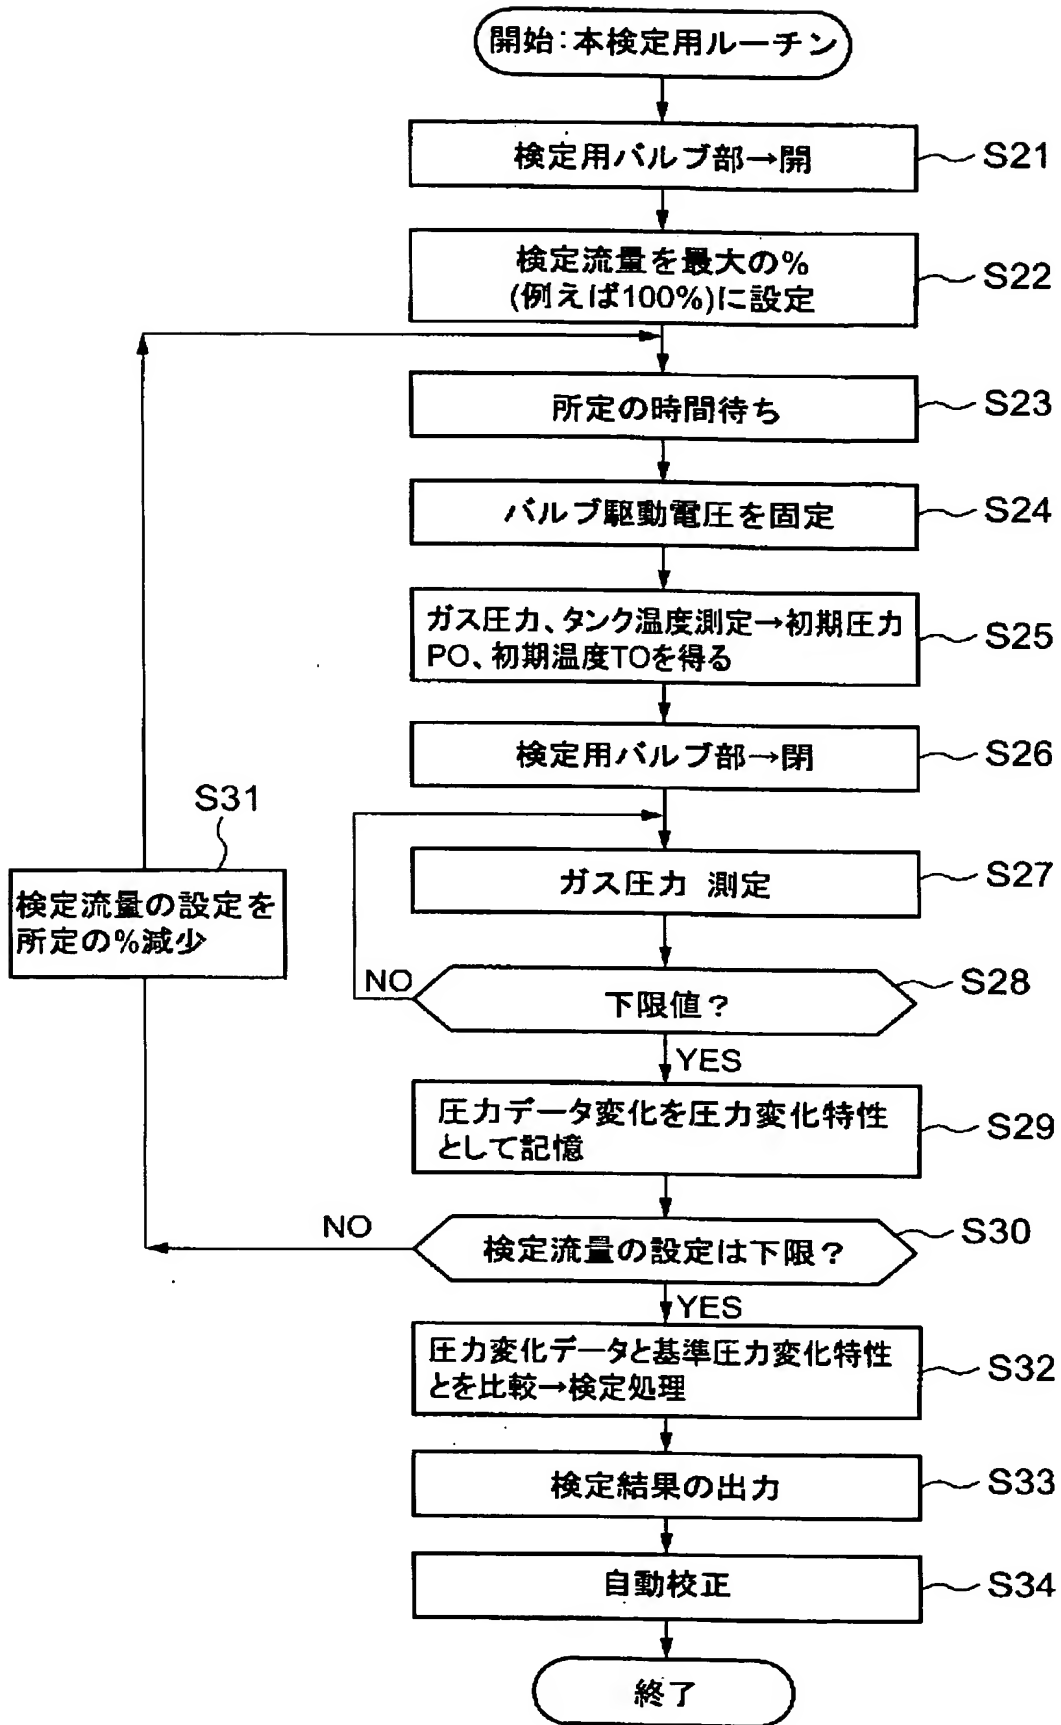 開始：本検定用ルーチン
検定用バルブ部→開
S21
検定流量を最大の%
(例えば100%)に設定
S22
所定の時間待ち
S23
バルブ駆動電圧を固定
S24
ガス圧力、タンク温度測定→初期圧力
PO、初期温度TOを得る
S25
検定用バルブ部→閉
S26
ガス圧力 測定
S27
下限値？
S28
NO
YES
圧力データ変化を圧力変化特性
として記憶
S29
検定流量の設定は下限？
S30
NO
YES
S31
検定流量の設定を
所定の%減少
圧力変化データと基準圧力変化特性
とを比較→検定処理
S32
検定結果の出力
S33
自動校正
S34
終了